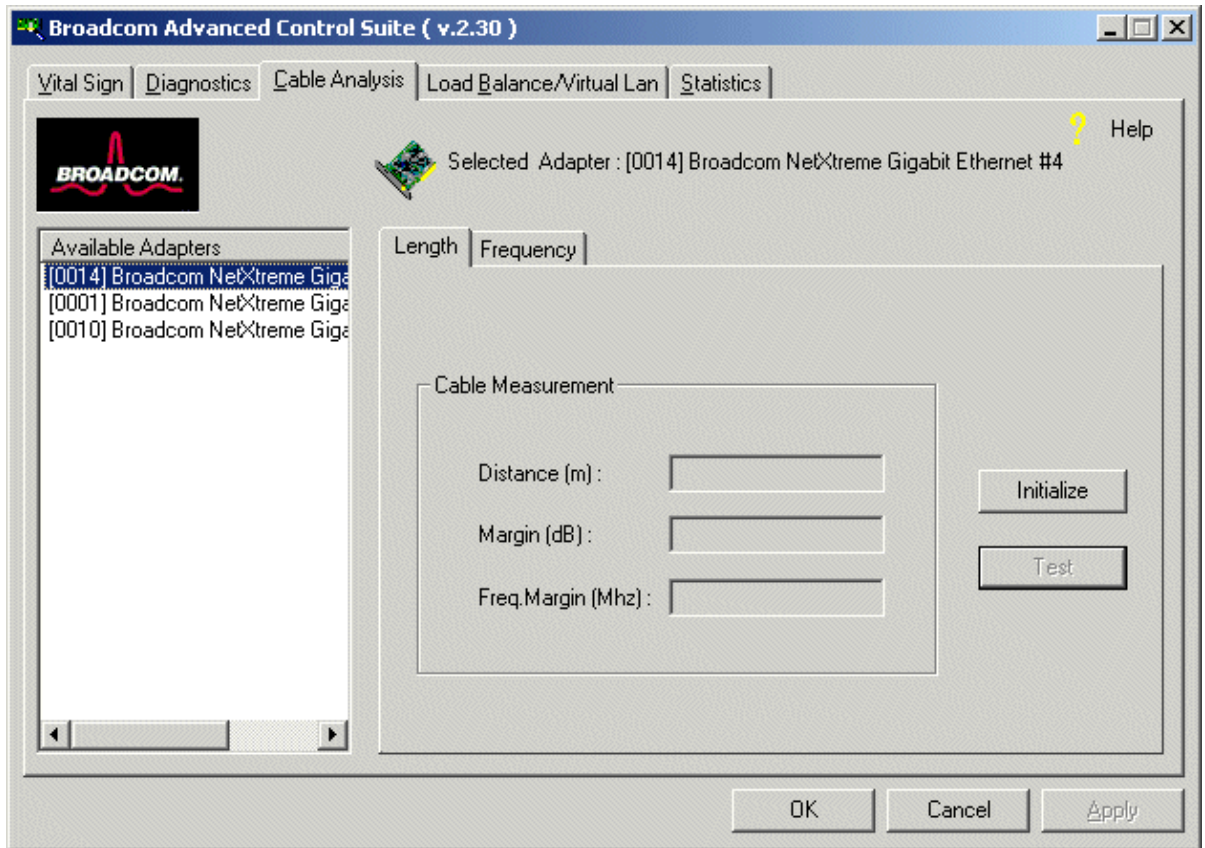 Broadcom Advanced Control Suite ( v.2.30 )
Vital Sign Diagnostics Cable Analysis Load Balance/Virtual Lan Statistics
Help
BROADCOM.
Selected Adapter : [0014] Broadcom NetXtreme Gigabit Ethernet #4
Available Adapters
[0014] Broadcom NetXtreme Giga
[0001] Broadcom NetXtreme Giga
[0010] Broadcom NetXtreme Giga
Length Frequency
Cable Measurement
Distance (m) :
Margin (dB) :
Freq.Margin (Mhz) :
Initialize
Test
OK Cancel Apply